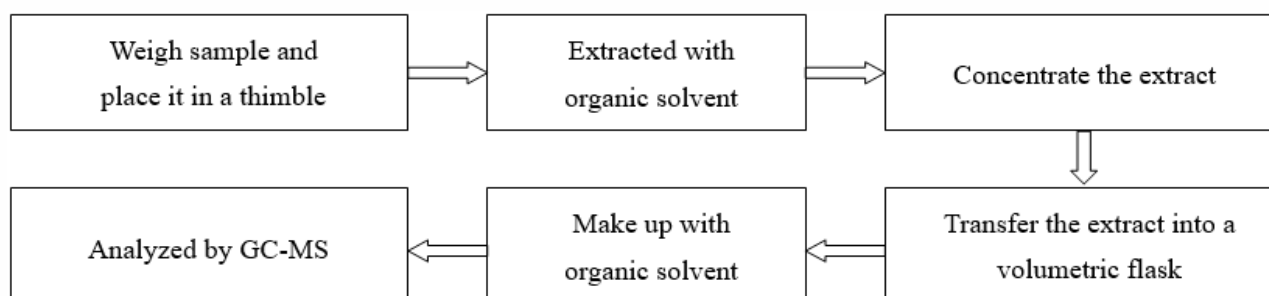 Weigh sample and
place it in a thimble
Extracted with
organic solvent
Concentrate the extract
Transfer the extract into a
volumetric flask
Make up with
organic solvent
Analyzed by GC-MS